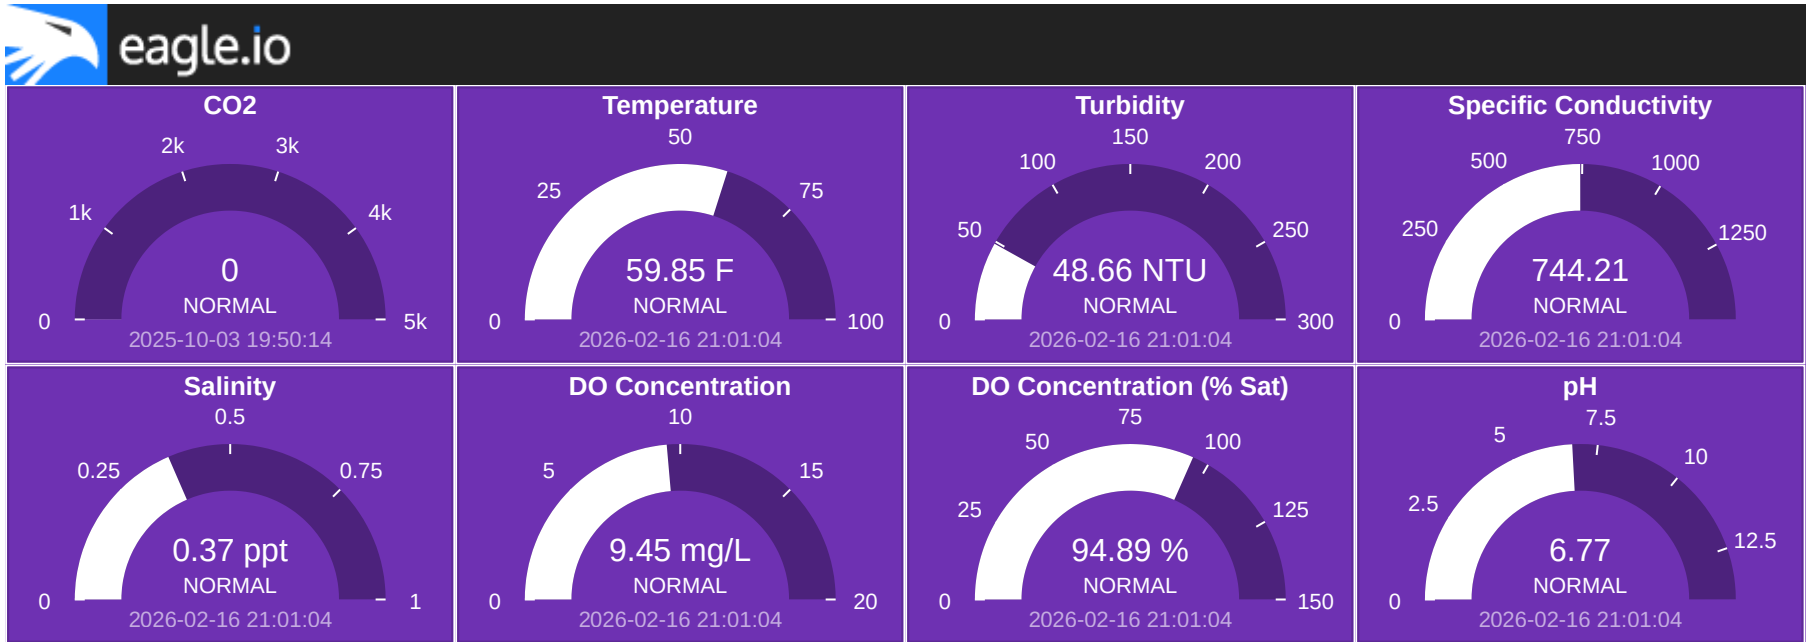 eagle.io
CO2
2k
3k
1k
4k
0
NORMAL
0
5k
2025-10-03 19:50:14
Temperature
50
25
75
59.85 F
NORMAL
0
100
2026-02-16 21:01:04
Turbidity
150
100
200
50
250
48.66 NTU
NORMAL
0
300
2026-02-16 21:01:04
Specific Conductivity
750
500
1000
250
1250
744.21
NORMAL
0
2026-02-16 21:01:04
Salinity
0.5
0.25
0.75
0.37 ppt
NORMAL
0
1
2026-02-16 21:01:04
DO Concentration
10
5
15
9.45 mg/L
NORMAL
0
20
2026-02-16 21:01:04
DO Concentration (% Sat)
75
50
100
25
125
94.89 %
NORMAL
0
150
2026-02-16 21:01:04
pH
7.5
5
10
2.5
12.5
6.77
NORMAL
0
2026-02-16 21:01:04